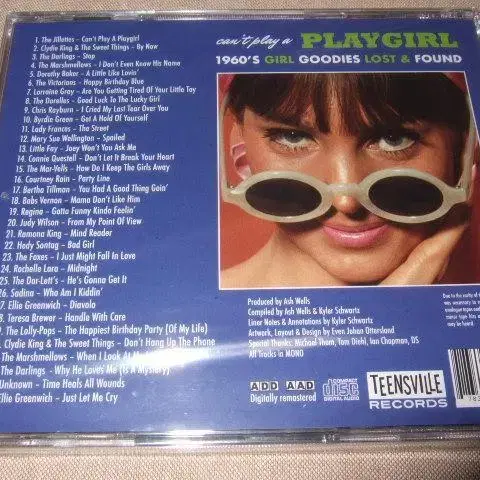 can't play a PLAYGIRL
1960'S GIRL GOODIES LOST & FOUND
1. The Jillettes - Can't Play A Playgirl
2. Clydie King & The Sweet Things - By Now
3. The Darlings - Stop
4. The Marshmellows - I Don't Even Know His Name
5. Dorothy Baker - A Little Like Lovin'
6. The Victorians - Happy Birthday Blue
7. Lorraine Gray - Are You Getting Tired Of Your Little Toy
8. The Dorelles - Good Luck To The Lucky Girl
9. Chris Rayburn - I Cried My Last Tear Over You
10. Byrdie Green - Get A Hold Of Yourself
11. Lady Frances - The Street
12. Mary Sue Wellington - Spoiled
13. Little Foy - Joey Won't You Ask Me
14. Connie Questell - Don't Let It Break Your Heart
15. The Mar-Vells - How Do I Keep The Girls Away
16. Courtney Rain - Party Line
17. Bertha Tillman - You Had A Good Thing Goin'
18. Babs Vernon - Mama Don't Like Him
19. Regina - Gotta Funny Kinda Feelin'
20. Judy Wilson - From My Point Of View
21. Ramona King - Mind Reader
22. Hedy Sontag - Bad Girl
23. The Foxes - I Just Might Fall In Love
24. Rochelle Lara - Midnight
25. The Dar-Lett's - He's Gonna Get It
26. Sadina - Who Am I Kiddin'
27. Ellie Greenwich - Diavolo
8. Teresa Brewer - Handle With Care
9. The Lolly-Pops - The Happiest Birthday Party (Of My Life)
Clydie King & The Sweet Things - Don't Hang Up The Phone
The Marshmellows - When I Look At
The Darlings - Why He Loves Me (Is A Mystery)
Unknown - Time Heals All Wounds
Ellie Greenwich - Just Let Me Cry
Produced by Ash Wells
Compiled by Ash Wells & Kyler Schwartz
Liner Notes & Annotations by Kyler Schwartz
Artwork, Layout & Design by Even Johan Ottersland
Special Thanks: Michael Thom, Tom Diehl, Ian Chapman, DS
All Tracks in MONO
ADD AAD
Digitally remastered
COMPACT
disc
DIGITAL AUDIO
TEENSVILLE
RECORDS